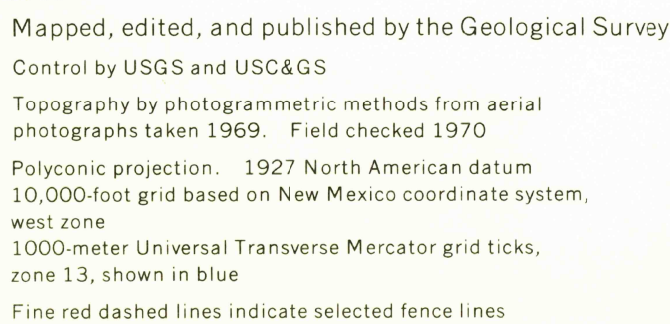 Mapped, edited, and published by the Geological Survey
Control by USGS and USC&GS
Topography by photogrammetric methods from aerial
photographs taken 1969. Field checked 1970
Polyconic projection. 1927 North American datum
10,000-foot grid based on New Mexico coordinate system,
west zone
1000-meter Universal Transverse Mercator grid ticks,
zone 13, shown in blue
Fine red dashed lines indicate selected fence lines